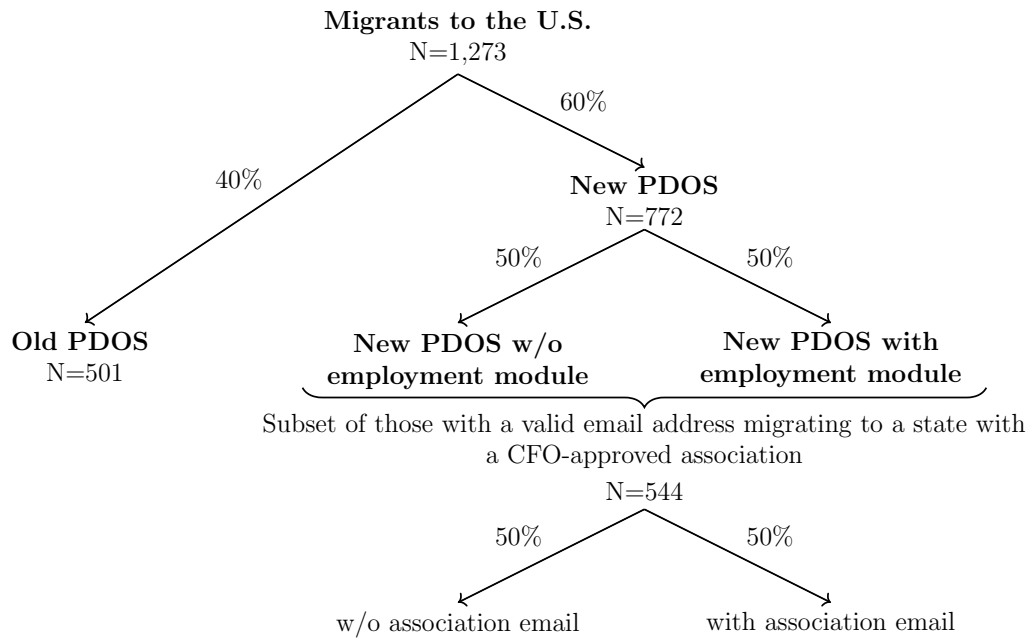 Migrants to the U.S.
N=1,273
60%
40%
New PDOS
N=772
50%
50%
Old PDOS
N=501
New PDOS w/o
employment module
New PDOS with
employment module
Subset of those with a valid email address migrating to a state with
a CFO-approved association
N=544
50%
50%
w/o association email
with association email